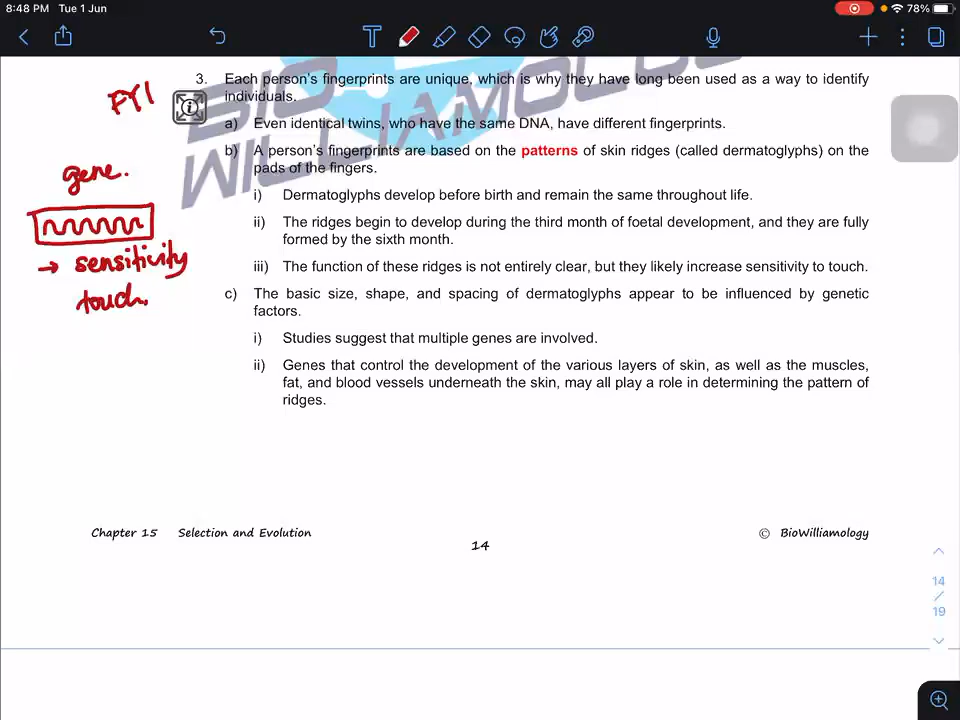 8:48 PM Tue 1 Jun
78%
3. Each person's fingerprints are unique, which is why they have long been used as a way to identify
individuals.
FYI
a) Even identical twins, who have the same DNA, have different fingerprints.
b) A person's fingerprints are based on the patterns of skin ridges (called dermatoglyphs) on the
pads of the fingers.
gene.
i) Dermatoglyphs develop before birth and remain the same throughout life.
ii) The ridges begin to develop during the third month of foetal development, and they are fully
formed by the sixth month.
→ sensitivity
touch.
iii) The function of these ridges is not entirely clear, but they likely increase sensitivity to touch.
c) The basic size, shape, and spacing of dermatoglyphs appear to be influenced by genetic
factors.
i) Studies suggest that multiple genes are involved.
ii) Genes that control the development of the various layers of skin, as well as the muscles,
fat, and blood vessels underneath the skin, may all play a role in determining the pattern of
ridges.
Chapter 15 Selection and Evolution
14
© BioWilliamology
14
/
19
BIO
WILLIAMOLOGY